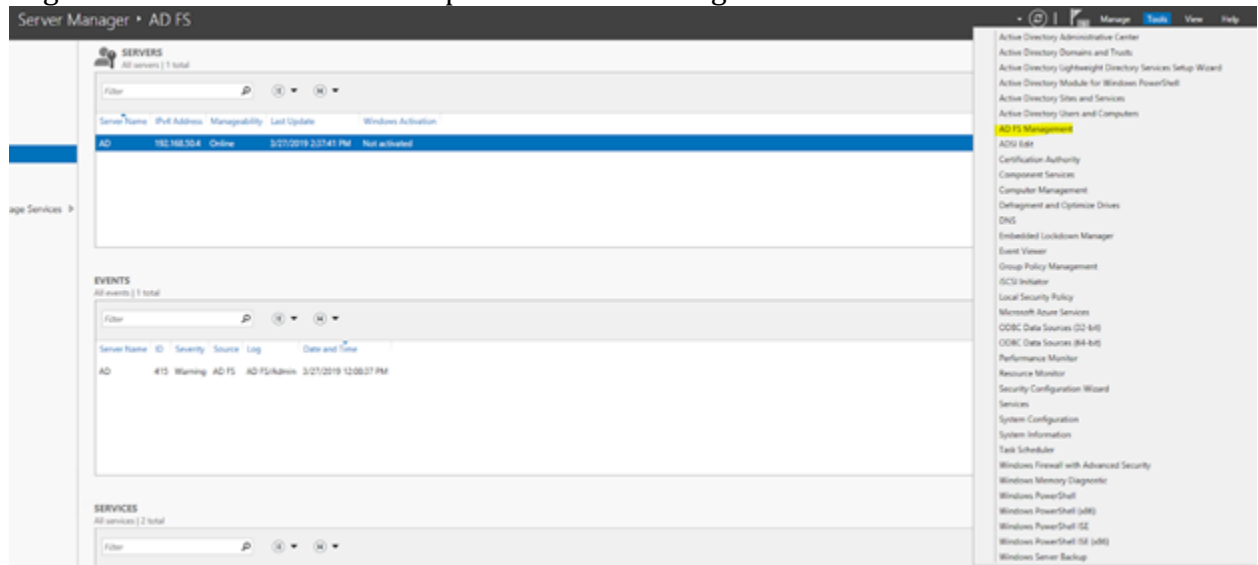 Server Manager • AD FS
Manage Tools View Help
SERVERS
All servers | 1 total
Filter
Server Name IPv4 Address Manageability Last Update Windows Activation
AD 192.168.50.4 Online 3/27/2019 2:37:41 PM Not activated
age Services
EVENTS
All events | 1 total
Filter
Server Name ID Severity Source Log Date and Time
AD 415 Warning AD FS AD FS/Admin 3/27/2019 12:08:37 PM
SERVICES
All services | 2 total
Filter
Active Directory Administrative Center
Active Directory Domains and Trusts
Active Directory Lightweight Directory Services Setup Wizard
Active Directory Module for Windows PowerShell
Active Directory Sites and Services
Active Directory Users and Computers
AD FS Management
ADSI Edit
Certification Authority
Component Services
Computer Management
Defragment and Optimize Drives
DNS
Embedded Lockdown Manager
Event Viewer
Group Policy Management
iSCSI Initiator
Local Security Policy
Microsoft Azure Services
ODBC Data Sources (32-bit)
ODBC Data Sources (64-bit)
Performance Monitor
Resource Monitor
Security Configuration Wizard
Services
System Configuration
System Information
Task Scheduler
Windows Firewall with Advanced Security
Windows Memory Diagnostic
Windows PowerShell
Windows PowerShell (x86)
Windows PowerShell ISE
Windows PowerShell ISE (x86)
Windows Server Backup